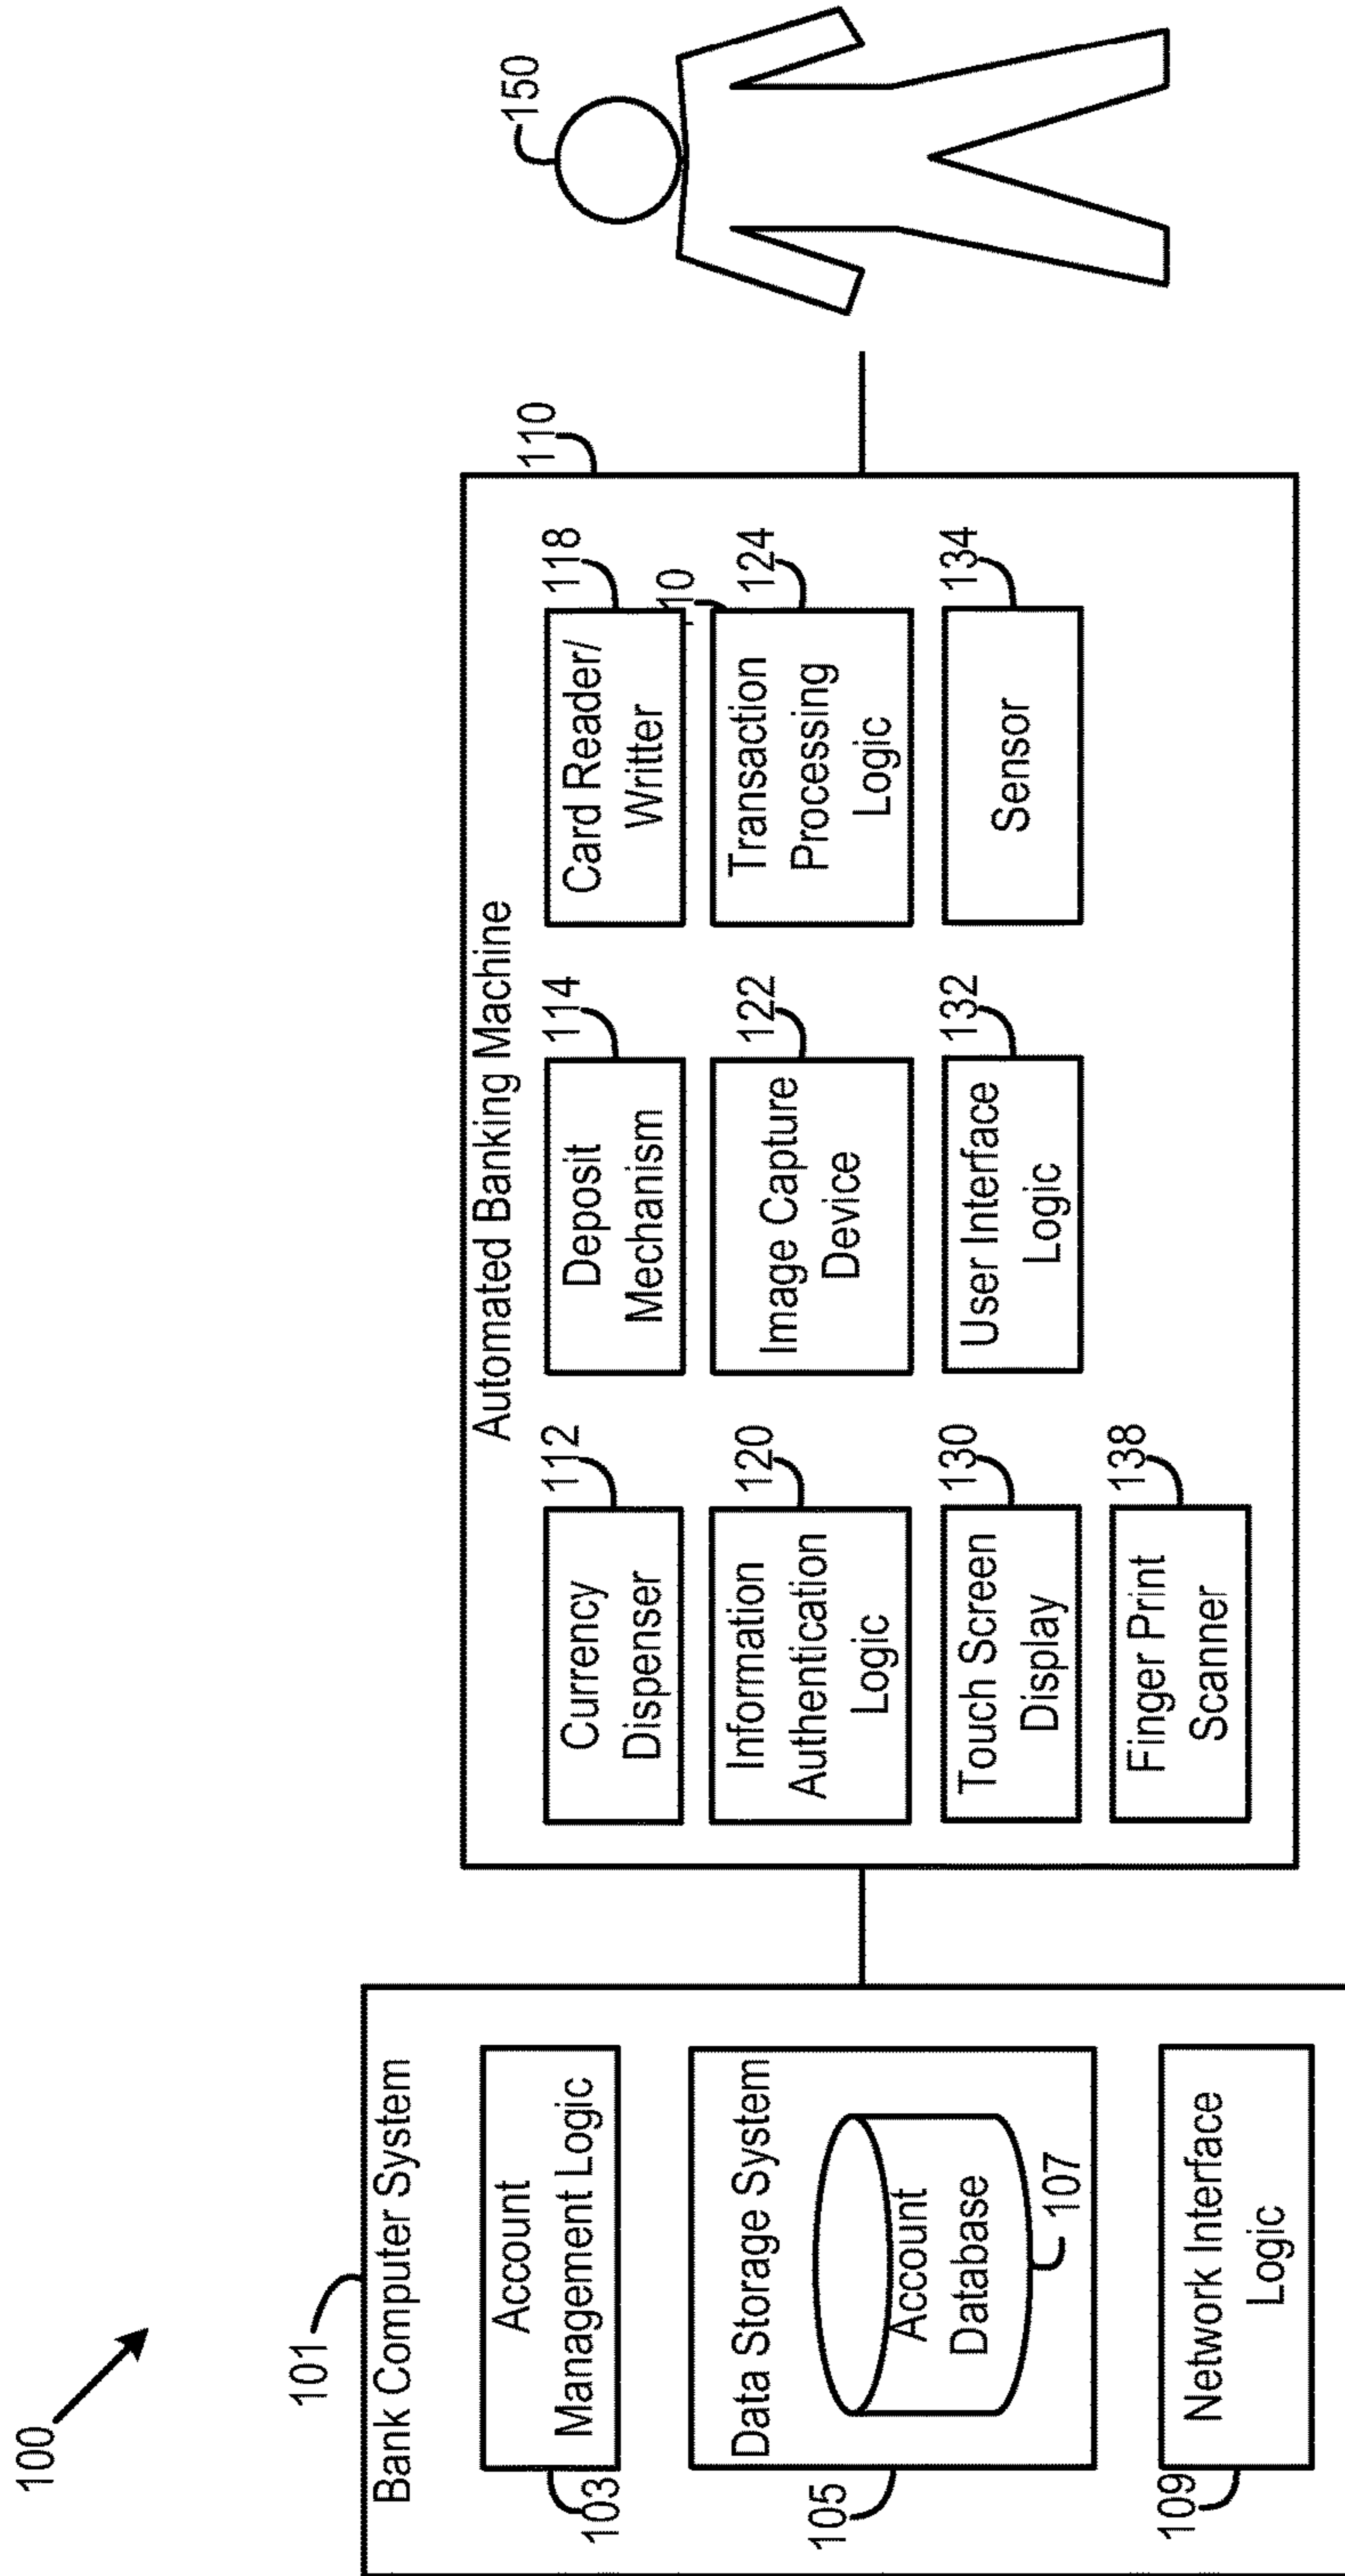 100
101
Bank Computer System
Account
Management Logic
103
Data Storage System
Account
Database
107
105
Network Interface
Logic
109
110
Automated Banking Machine
112
Currency
Dispenser
114
Deposit
Mechanism
118
Card Reader/
Writter
120
Information
Authentication
Logic
122
Image Capture
Device
10
124
Transaction
Processing
Logic
130
Touch Screen
Display
132
User Interface
Logic
134
Sensor
138
Finger Print
Scanner
150